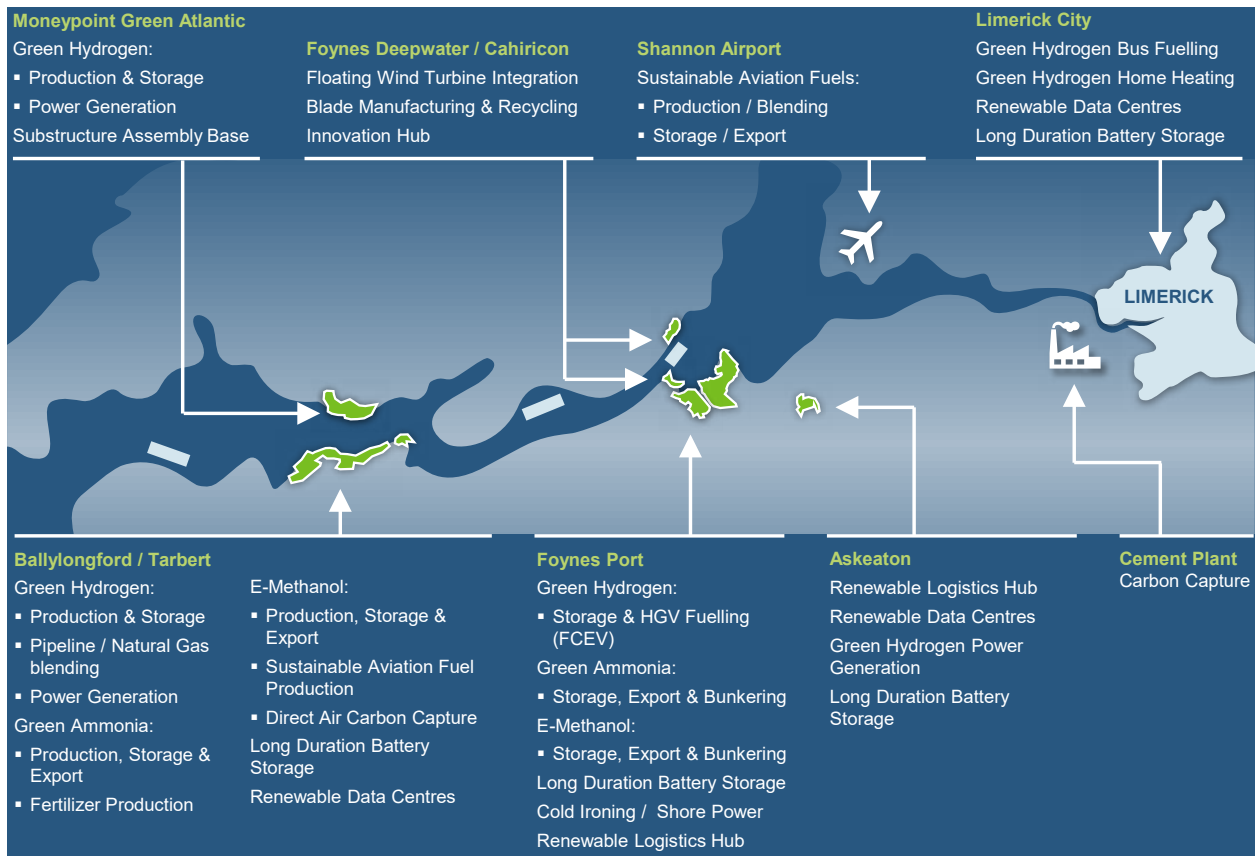 Moneypoint Green Atlantic
Green Hydrogen:
▪ Production & Storage
▪ Power Generation
Substructure Assembly Base
Foynes Deepwater / Cahiricon
Floating Wind Turbine Integration
Blade Manufacturing & Recycling
Innovation Hub
Shannon Airport
Sustainable Aviation Fuels:
▪ Production / Blending
▪ Storage / Export
Limerick City
Green Hydrogen Bus Fuelling
Green Hydrogen Home Heating
Renewable Data Centres
Long Duration Battery Storage
LIMERICK
Ballylongford / Tarbert
Green Hydrogen:
▪ Production & Storage
▪ Pipeline / Natural Gas
blending
▪ Power Generation
Green Ammonia:
▪ Production, Storage &
Export
▪ Fertilizer Production
E-Methanol:
▪ Production, Storage &
Export
▪ Sustainable Aviation Fuel
Production
▪ Direct Air Carbon Capture
Long Duration Battery
Storage
Renewable Data Centres
Foynes Port
Green Hydrogen:
▪ Storage & HGV Fuelling
(FCEV)
Green Ammonia:
▪ Storage, Export & Bunkering
E-Methanol:
▪ Storage, Export & Bunkering
Long Duration Battery Storage
Cold Ironing / Shore Power
Renewable Logistics Hub
Askeaton
Renewable Logistics Hub
Renewable Data Centres
Green Hydrogen Power
Generation
Long Duration Battery
Storage
Cement Plant
Carbon Capture